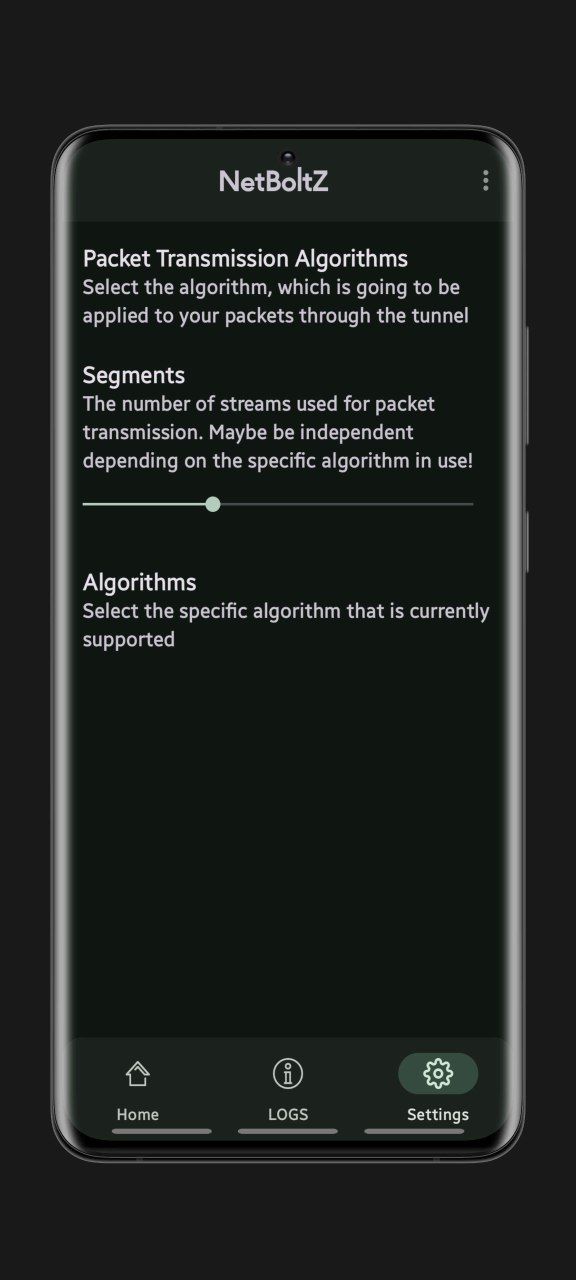 NetBoltZ
Packet Transmission Algorithms
Select the algorithm, which is going to be
applied to your packets through the tunnel
Segments
The number of streams used for packet
transmission. Maybe be independent
depending on the specific algorithm in use!
Algorithms
Select the specific algorithm that is currently
supported
Home
LOGS
Settings